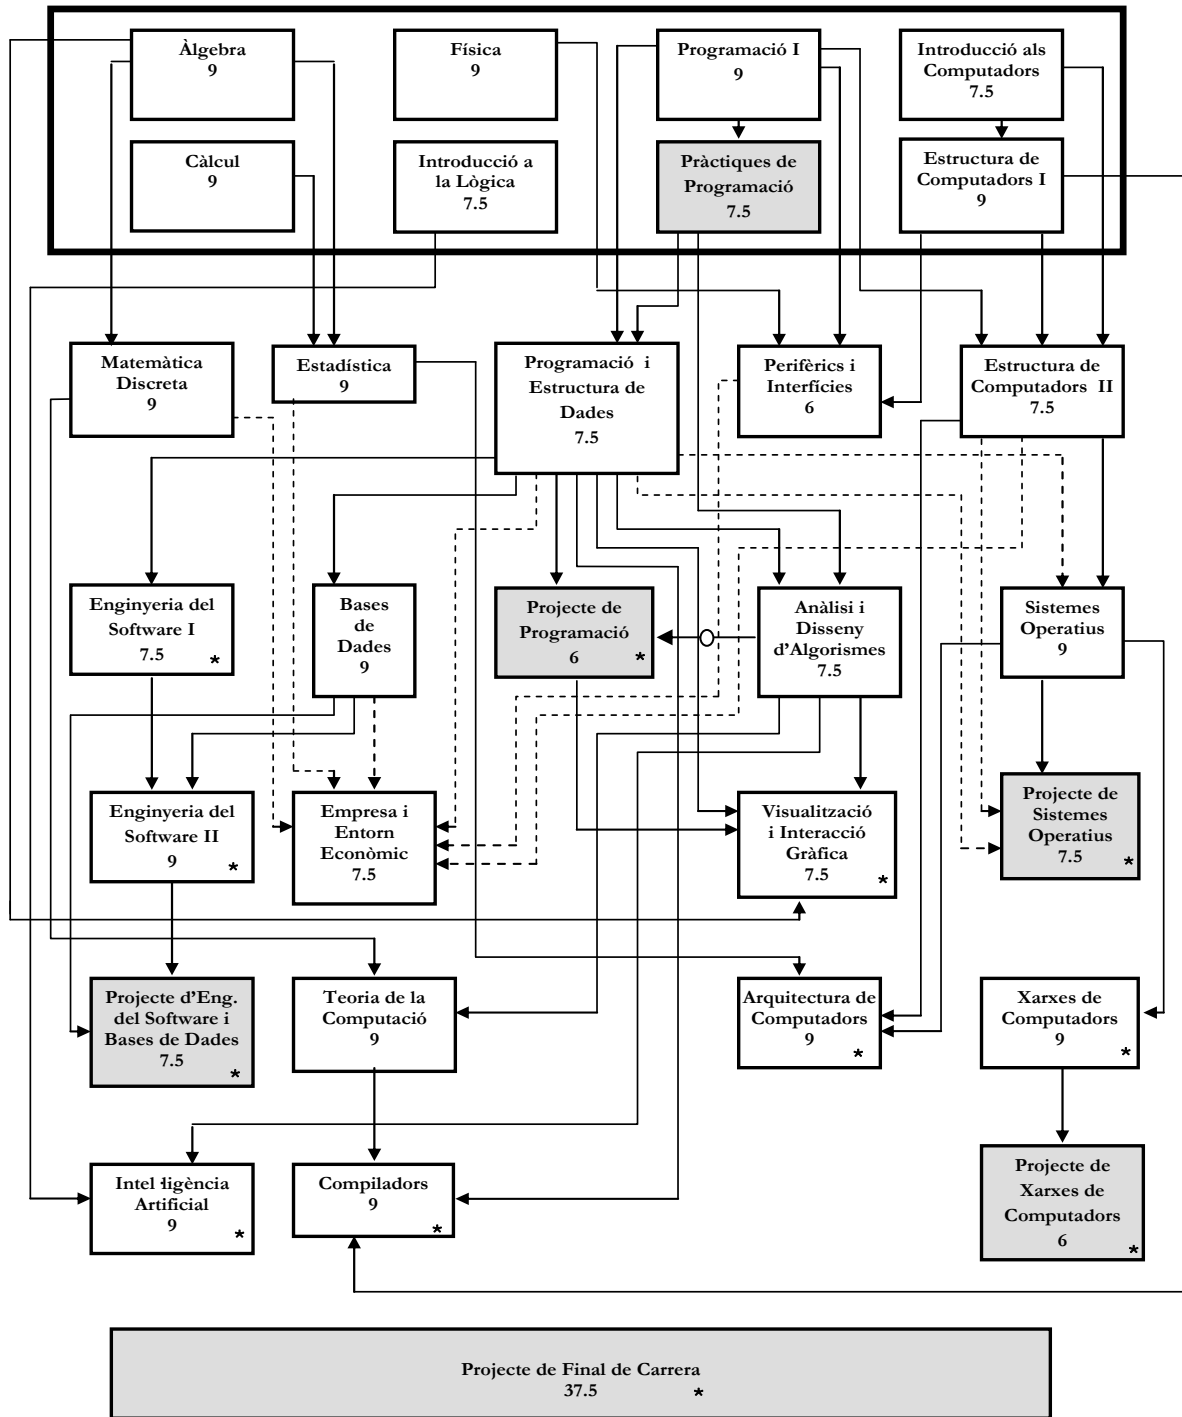 Àlgebra
9
Física
9
Programació I
9
Introducció als
Computadors
7.5
Càlcul
9
Introducció a
la Lògica
7.5
Pràctiques de
Programació
7.5
Estructura de
Computadors I
9
Matemàtica
Discreta
9
Estadística
9
Programació i
Estructura de
Dades
7.5
Perifèrics i
Interfícies
6
Estructura de
Computadors II
7.5
Enginyeria del
Software I
7.5 *
Bases
de
Dades
9
Projecte de
Programació
6 *
Anàlisi i
Disseny
d'Algorismes
7.5
Sistemes
Operatius
9
Enginyeria del
Software II
9 *
Empresa i
Entorn
Econòmic
7.5
Visualització
i Interacció
Gràfica
7.5 *
Projecte de
Sistemes
Operatius
7.5 *
Projecte d'Eng.
del Software i
Bases de Dades
7.5 *
Teoria de la
Computació
9
Arquitectura de
Computadors
9 *
Xarxes de
Computadors
9 *
Intel·ligència
Artificial
9 *
Compiladors
9 *
Projecte de
Xarxes de
Computadors
6 *
Projecte de Final de Carrera
37.5 *